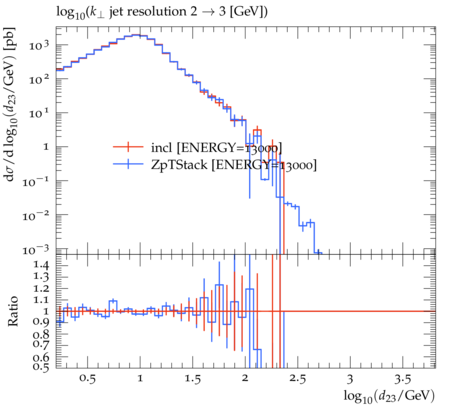 log₁₀(k⊥ jet resolution 2 → 3 [GeV])
dσ/d log₁₀(d₂₃/GeV) [pb]
10³
10²
10¹
1
10⁻¹
10⁻²
10⁻³
incl [ENERGY=13000]
ZpTStack [ENERGY=13000]
Ratio
1.4
1.3
1.2
1.1
1
0.9
0.8
0.7
0.6
0.5
0.5 1 1.5 2 2.5 3 3.5
log₁₀(d₂₃/GeV)